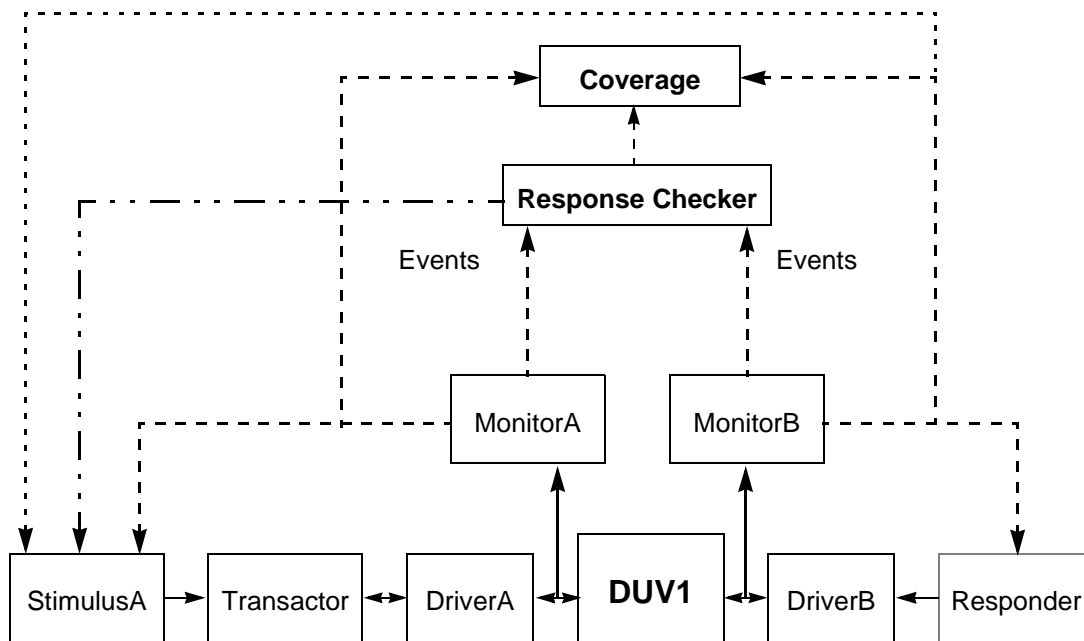 Coverage
Response Checker
Events
Events
MonitorA
MonitorB
StimulusA
Transactor
DriverA
DUV1
DriverB
Responder